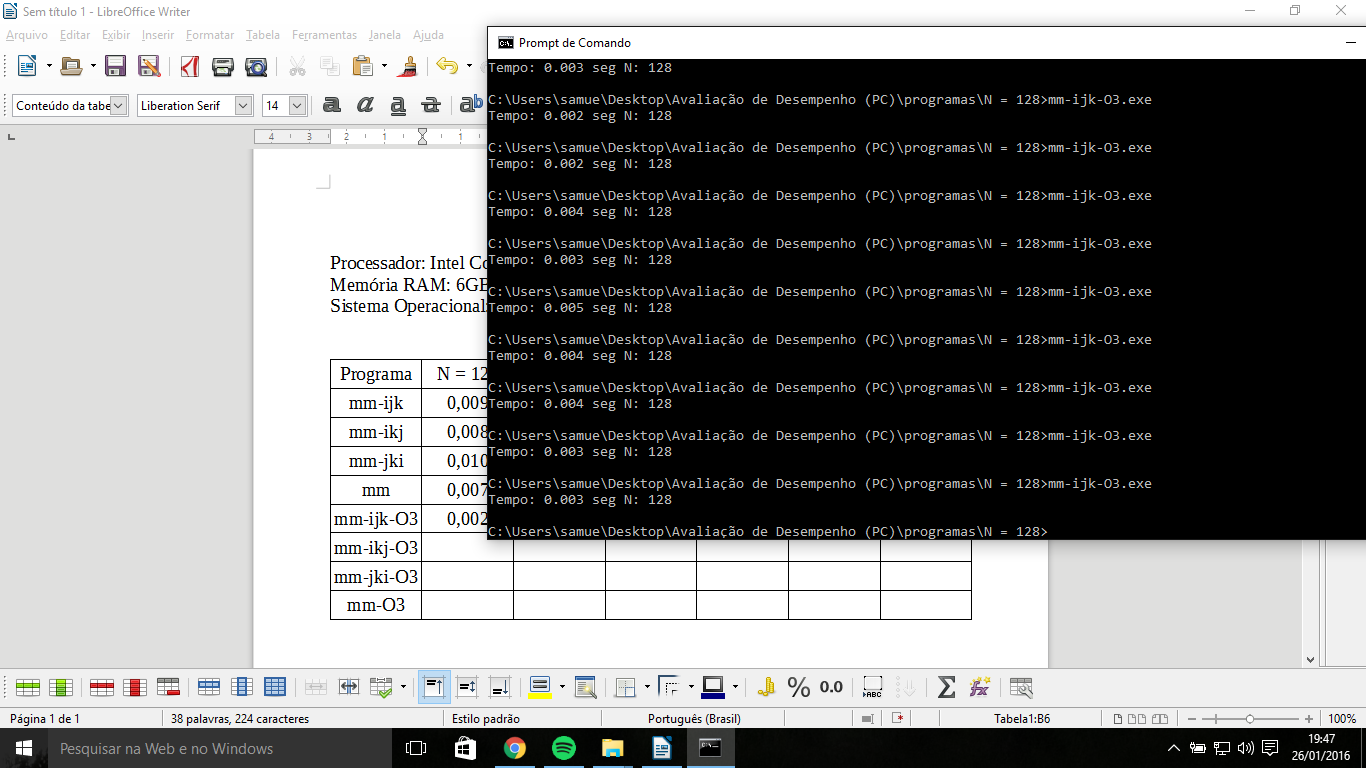 Sem título 1 - LibreOffice Writer
Arquivo Editar Exibir Inserir Formatar Tabela Ferramentas Janela Ajuda
Conteúdo da tabe Liberation Serif 14
4 3 2 1 1
Processador: Intel Co
Memória RAM: 6GB
Sistema Operacional:
Programa N = 12
mm-ijk 0,009
mm-ikj 0,008
mm-jki 0,010
mm 0,007
mm-ijk-O3 0,002
mm-ikj-O3
mm-jki-O3
mm-O3
Prompt de Comando
Tempo: 0.003 seg N: 128
C:\Users\samue\Desktop\Avaliação de Desempenho (PC)\programas\N = 128>mm-ijk-O3.exe
Tempo: 0.002 seg N: 128
C:\Users\samue\Desktop\Avaliação de Desempenho (PC)\programas\N = 128>mm-ijk-O3.exe
Tempo: 0.002 seg N: 128
C:\Users\samue\Desktop\Avaliação de Desempenho (PC)\programas\N = 128>mm-ijk-O3.exe
Tempo: 0.004 seg N: 128
C:\Users\samue\Desktop\Avaliação de Desempenho (PC)\programas\N = 128>mm-ijk-O3.exe
Tempo: 0.003 seg N: 128
C:\Users\samue\Desktop\Avaliação de Desempenho (PC)\programas\N = 128>mm-ijk-O3.exe
Tempo: 0.005 seg N: 128
C:\Users\samue\Desktop\Avaliação de Desempenho (PC)\programas\N = 128>mm-ijk-O3.exe
Tempo: 0.004 seg N: 128
C:\Users\samue\Desktop\Avaliação de Desempenho (PC)\programas\N = 128>mm-ijk-O3.exe
Tempo: 0.004 seg N: 128
C:\Users\samue\Desktop\Avaliação de Desempenho (PC)\programas\N = 128>mm-ijk-O3.exe
Tempo: 0.003 seg N: 128
C:\Users\samue\Desktop\Avaliação de Desempenho (PC)\programas\N = 128>mm-ijk-O3.exe
Tempo: 0.003 seg N: 128
C:\Users\samue\Desktop\Avaliação de Desempenho (PC)\programas\N = 128>
% 0.0 ABC
Página 1 de 1 38 palavras, 224 caracteres Estilo padrão Português (Brasil) Tabela1:B6 100%
Pesquisar na Web e no Windows
19:47
26/01/2016